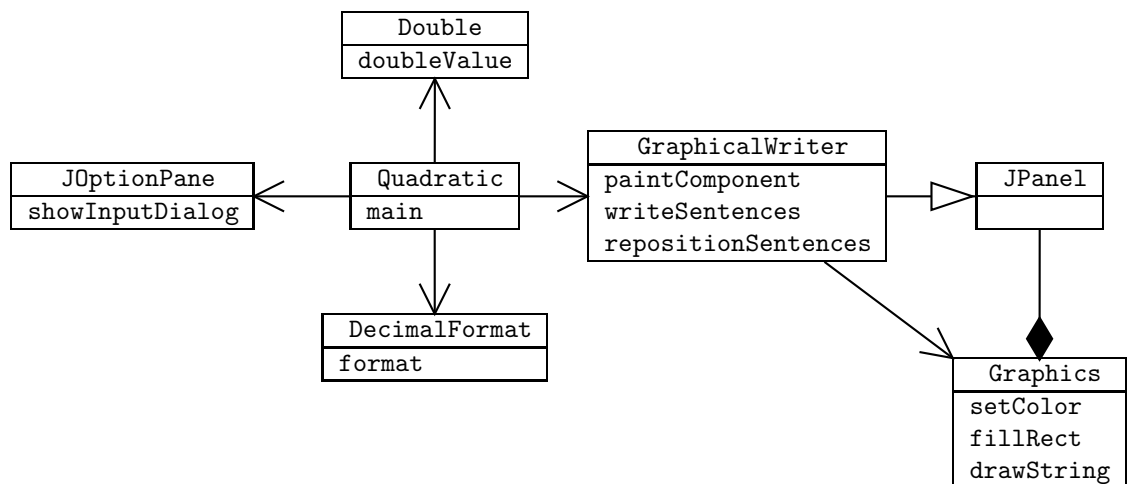 Double
doubleValue
JOptionPane
showInputDialog
Quadratic
main
GraphicalWriter
paintComponent
writeSentences
repositionSentences
JPanel
DecimalFormat
format
Graphics
setColor
fillRect
drawString